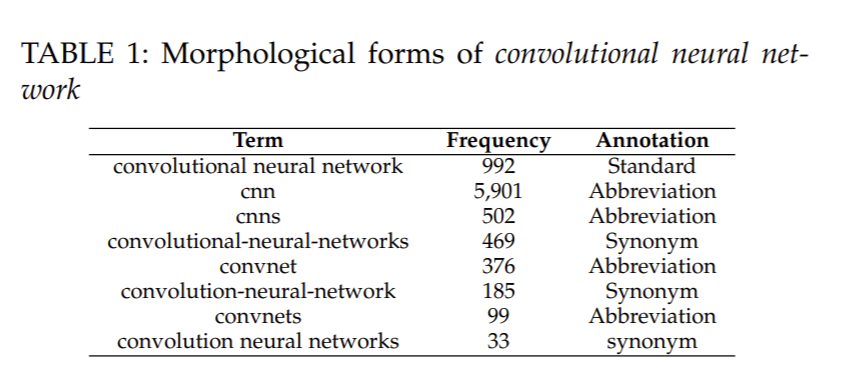 TABLE 1: Morphological forms of convolutional neural net-
work
Term Frequency Annotation
convolutional neural network 992 Standard
cnn 5,901 Abbreviation
cnns 502 Abbreviation
convolutional-neural-networks 469 Synonym
convnet 376 Abbreviation
convolution-neural-network 185 Synonym
convnets 99 Abbreviation
convolution neural networks 33 synonym